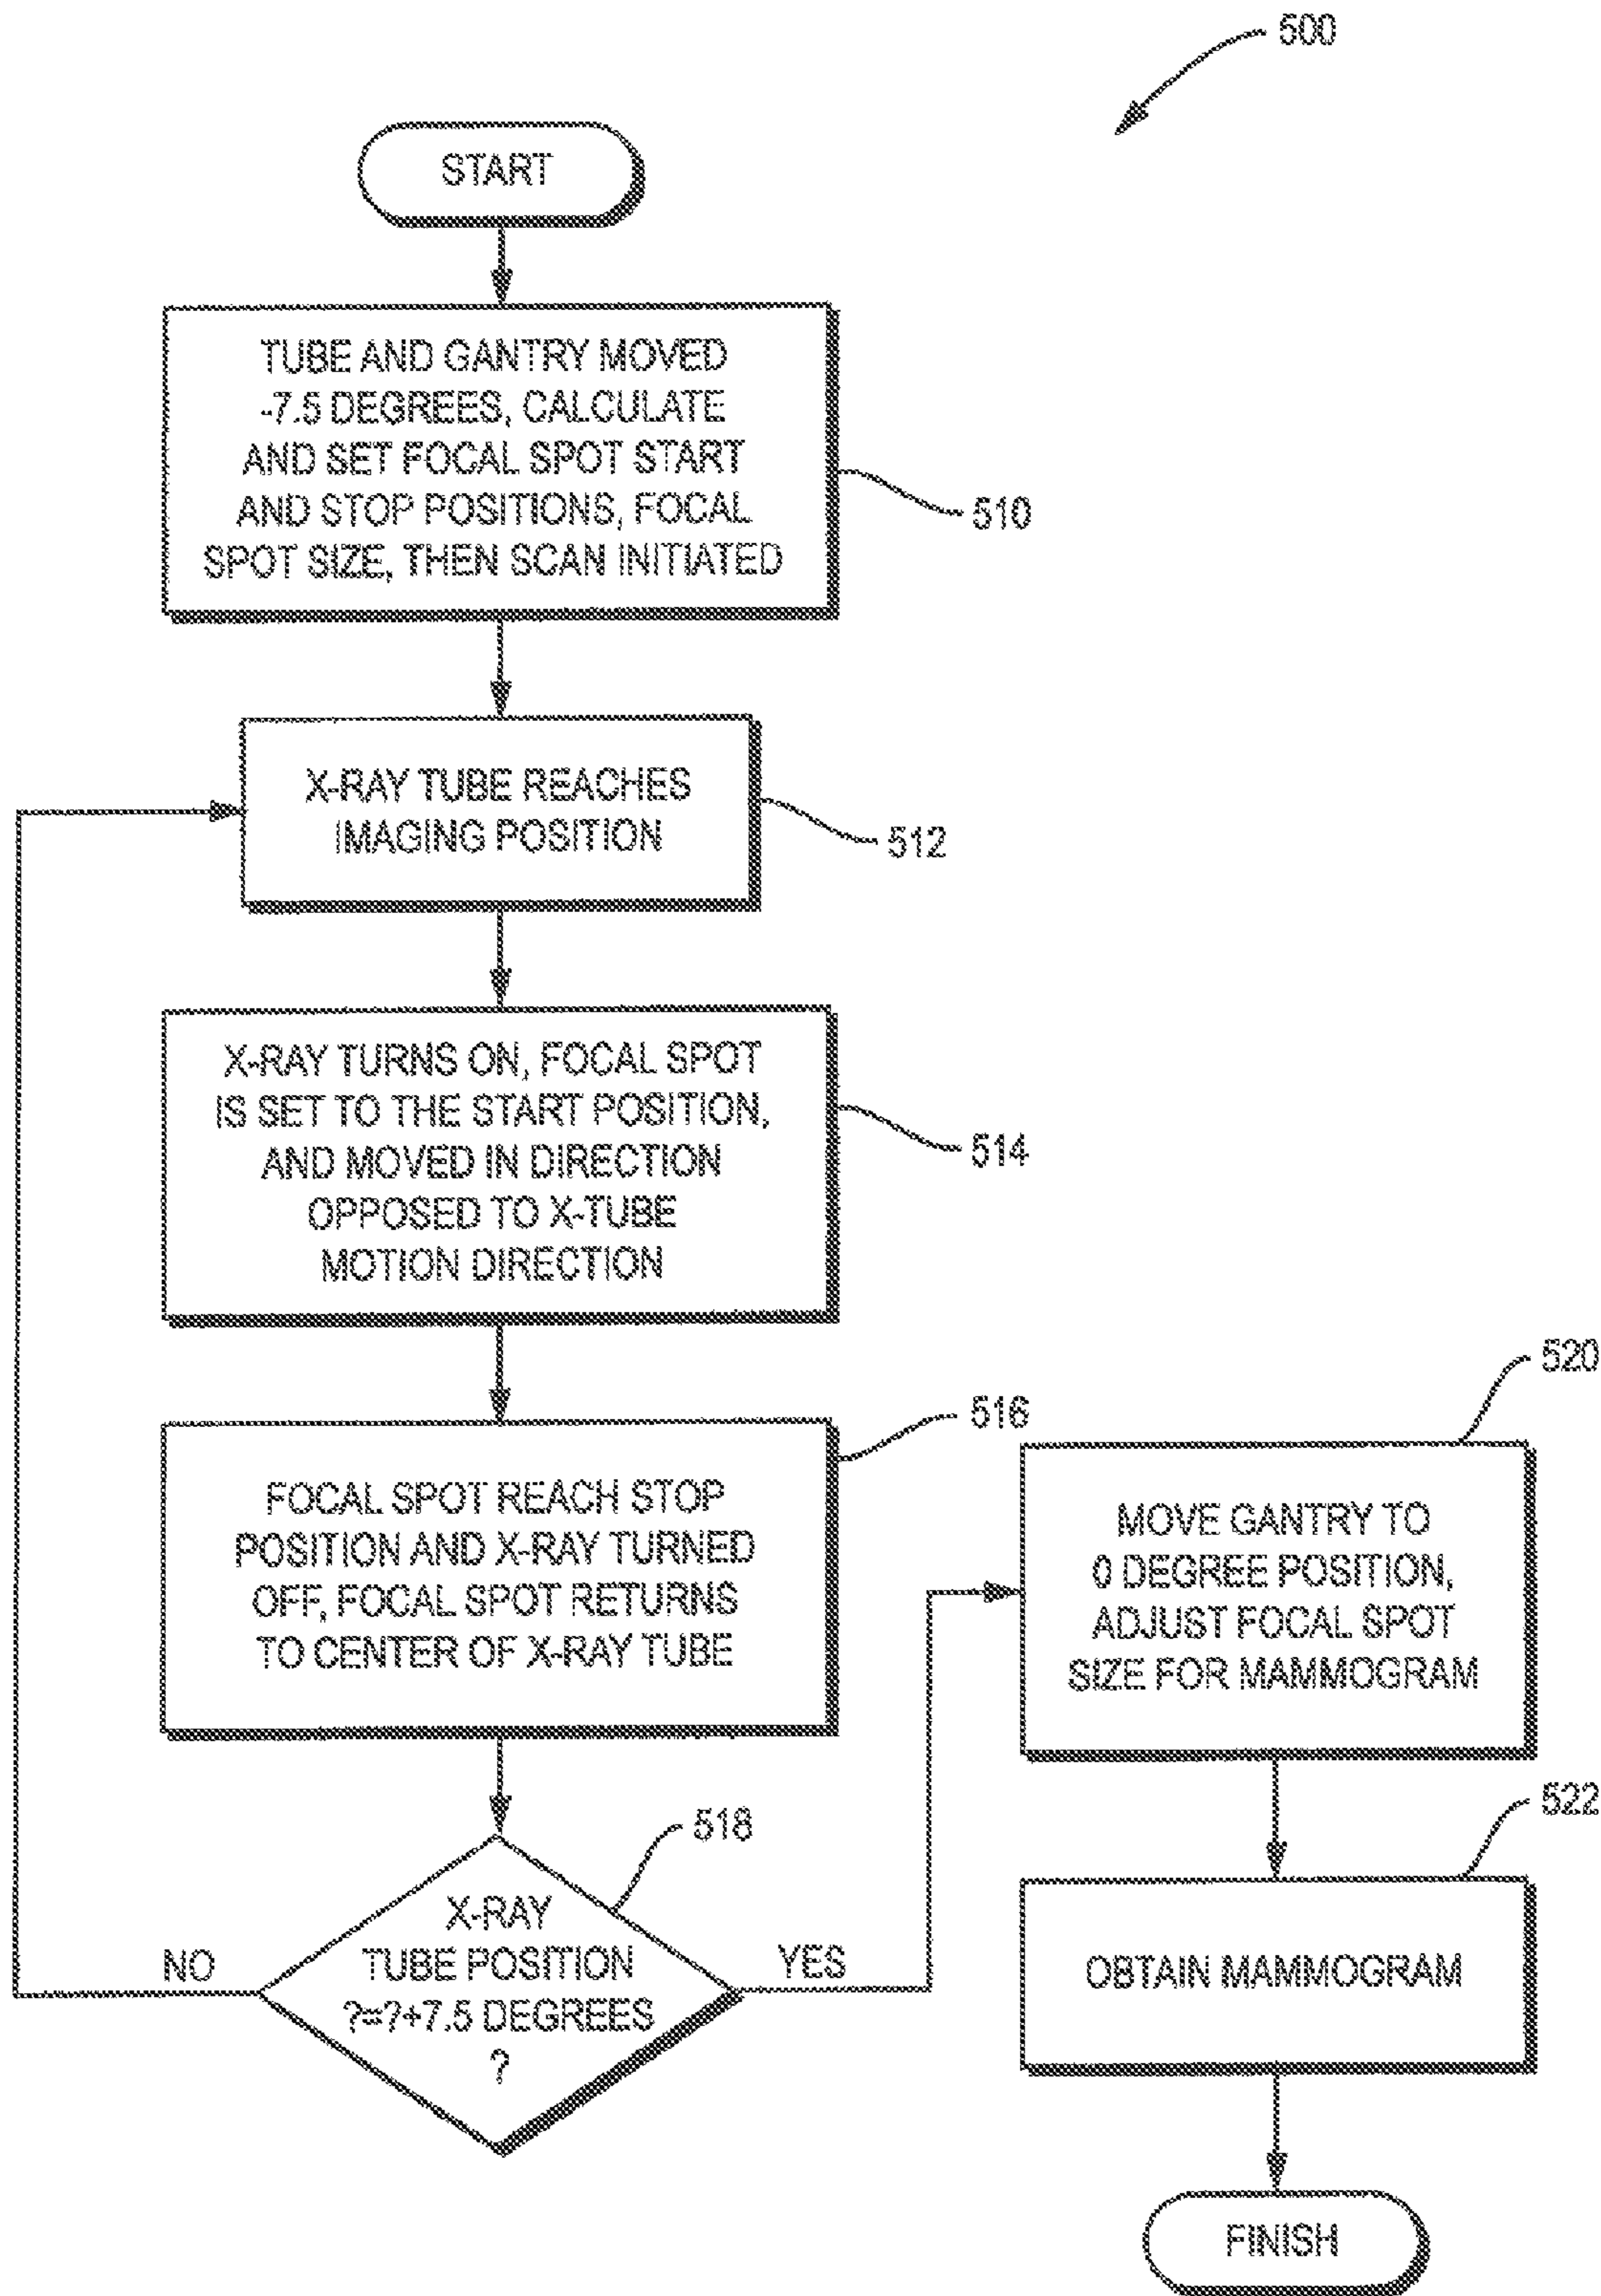 500
START
TUBE AND GANTRY MOVED
-7.5 DEGREES, CALCULATE
AND SET FOCAL SPOT START
AND STOP POSITIONS, FOCAL
SPOT SIZE, THEN SCAN INITIATED
510
X-RAY TUBE REACHES
IMAGING POSITION
512
X-RAY TURNS ON, FOCAL SPOT
IS SET TO THE START POSITION,
AND MOVED IN DIRECTION
OPPOSED TO X-TUBE
MOTION DIRECTION
514
FOCAL SPOT REACH STOP
POSITION AND X-RAY TURNED
OFF, FOCAL SPOT RETURNS
TO CENTER OF X-RAY TUBE
516
X-RAY
TUBE POSITION
?=?+7.5 DEGREES
?
518
NO
YES
MOVE GANTRY TO
0 DEGREE POSITION,
ADJUST FOCAL SPOT
SIZE FOR MAMMOGRAM
520
OBTAIN MAMMOGRAM
522
FINISH